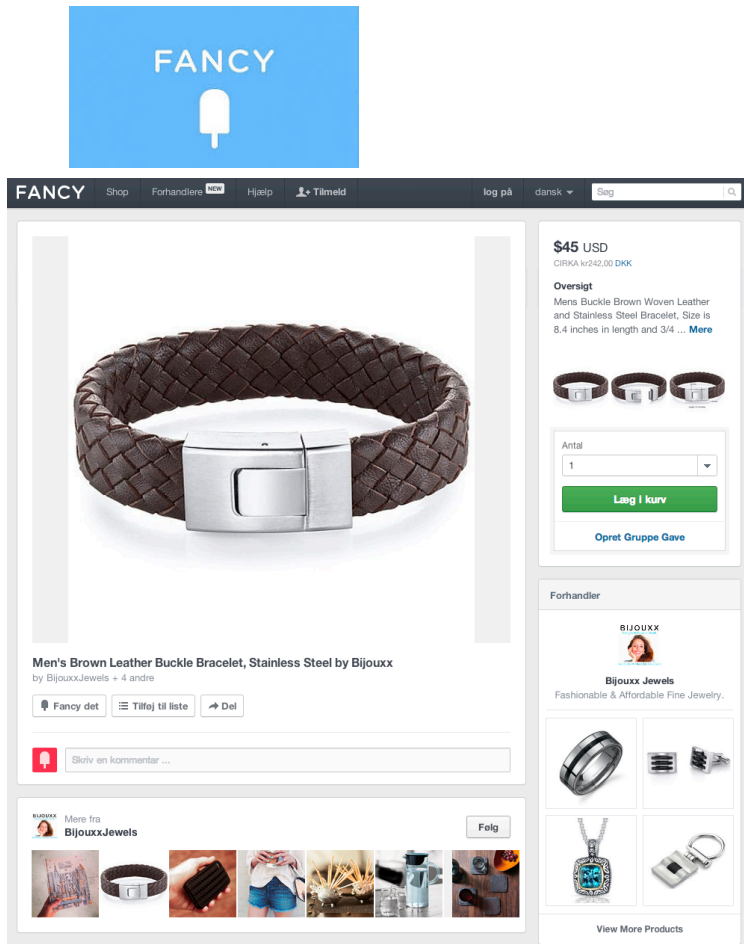 FANCY
FANCY Shop Forhandlere NEW Hjælp Tilmeld log på dansk Søg
$45 USD
CIRKA kr242,00 DKK
Oversigt
Mens Buckle Brown Woven Leather
and Stainless Steel Bracelet, Size is
8.4 inches in length and 3/4 ... Mere
Antal
1
Læg i kurv
Opret Gruppe Gave
Men's Brown Leather Buckle Bracelet, Stainless Steel by Bijouxx
by BijouxxJewels + 4 andre
Fancy det Tilføj til liste Del
Skriv en kommentar ...
BIJOUXX
Mere fra
BijouxxJewels
Følg
Forhandler
BIJOUXX
Bijouxx Jewels
Fashionable & Affordable Fine Jewelry.
View More Products